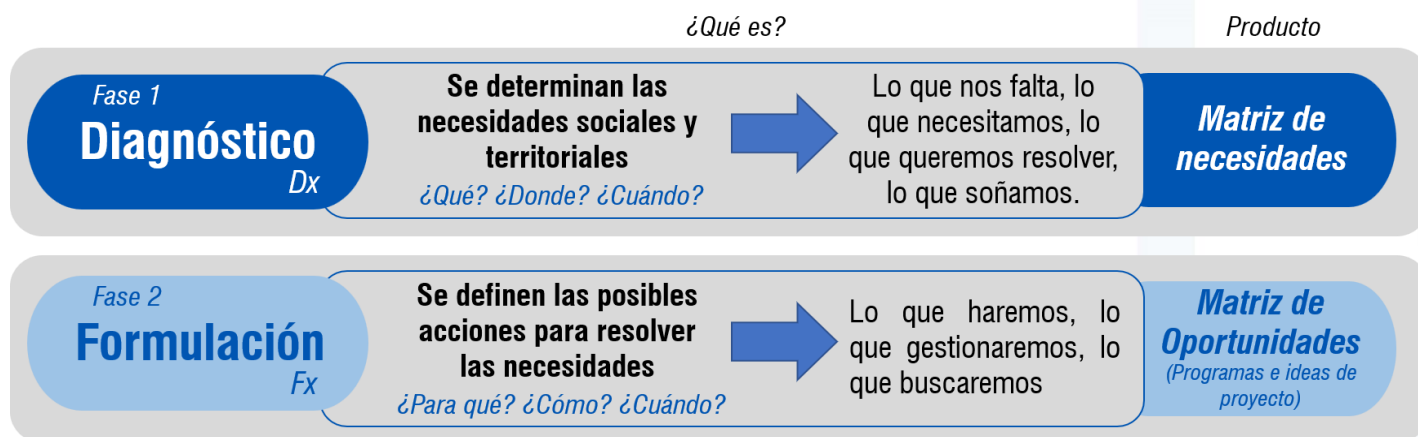 ¿Qué es?
Producto
Fase 1
Diagnóstico
Dx
Se determinan las
necesidades sociales y
territoriales
¿Qué? ¿Donde? ¿Cuándo?
Lo que nos falta, lo
que necesitamos, lo
que queremos resolver,
lo que soñamos.
Matriz de
necesidades
Fase 2
Formulación
Fx
Se definen las posibles
acciones para resolver
las necesidades
¿Para qué? ¿Cómo? ¿Cuándo?
Lo que haremos, lo
que gestionaremos, lo
que buscaremos
Matriz de
Oportunidades
(Programas e ideas de
proyecto)